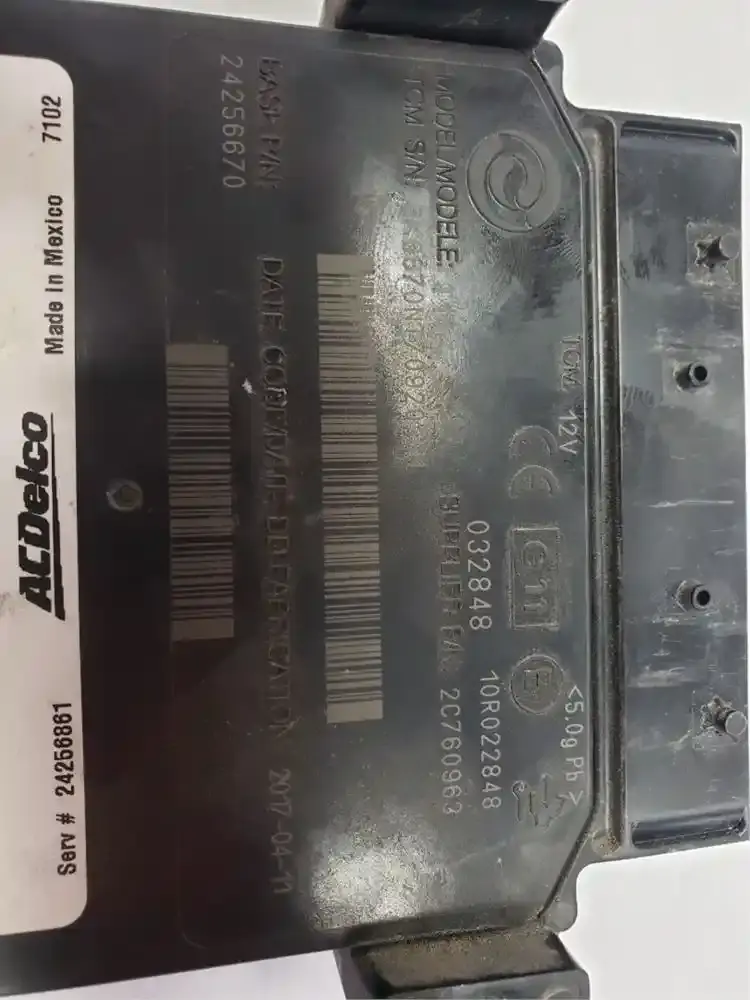 TCM 12V
<5.0g Pb>
CE
E
032848
10R022848
MODEL/MODELE:
TCM S/N
2C760963
BASE P/N:
24256670
DATE CODE/DATE DE FABRICATION 2017-04-11
7102
Made in Mexico
ACDelco
Serv # 24256861